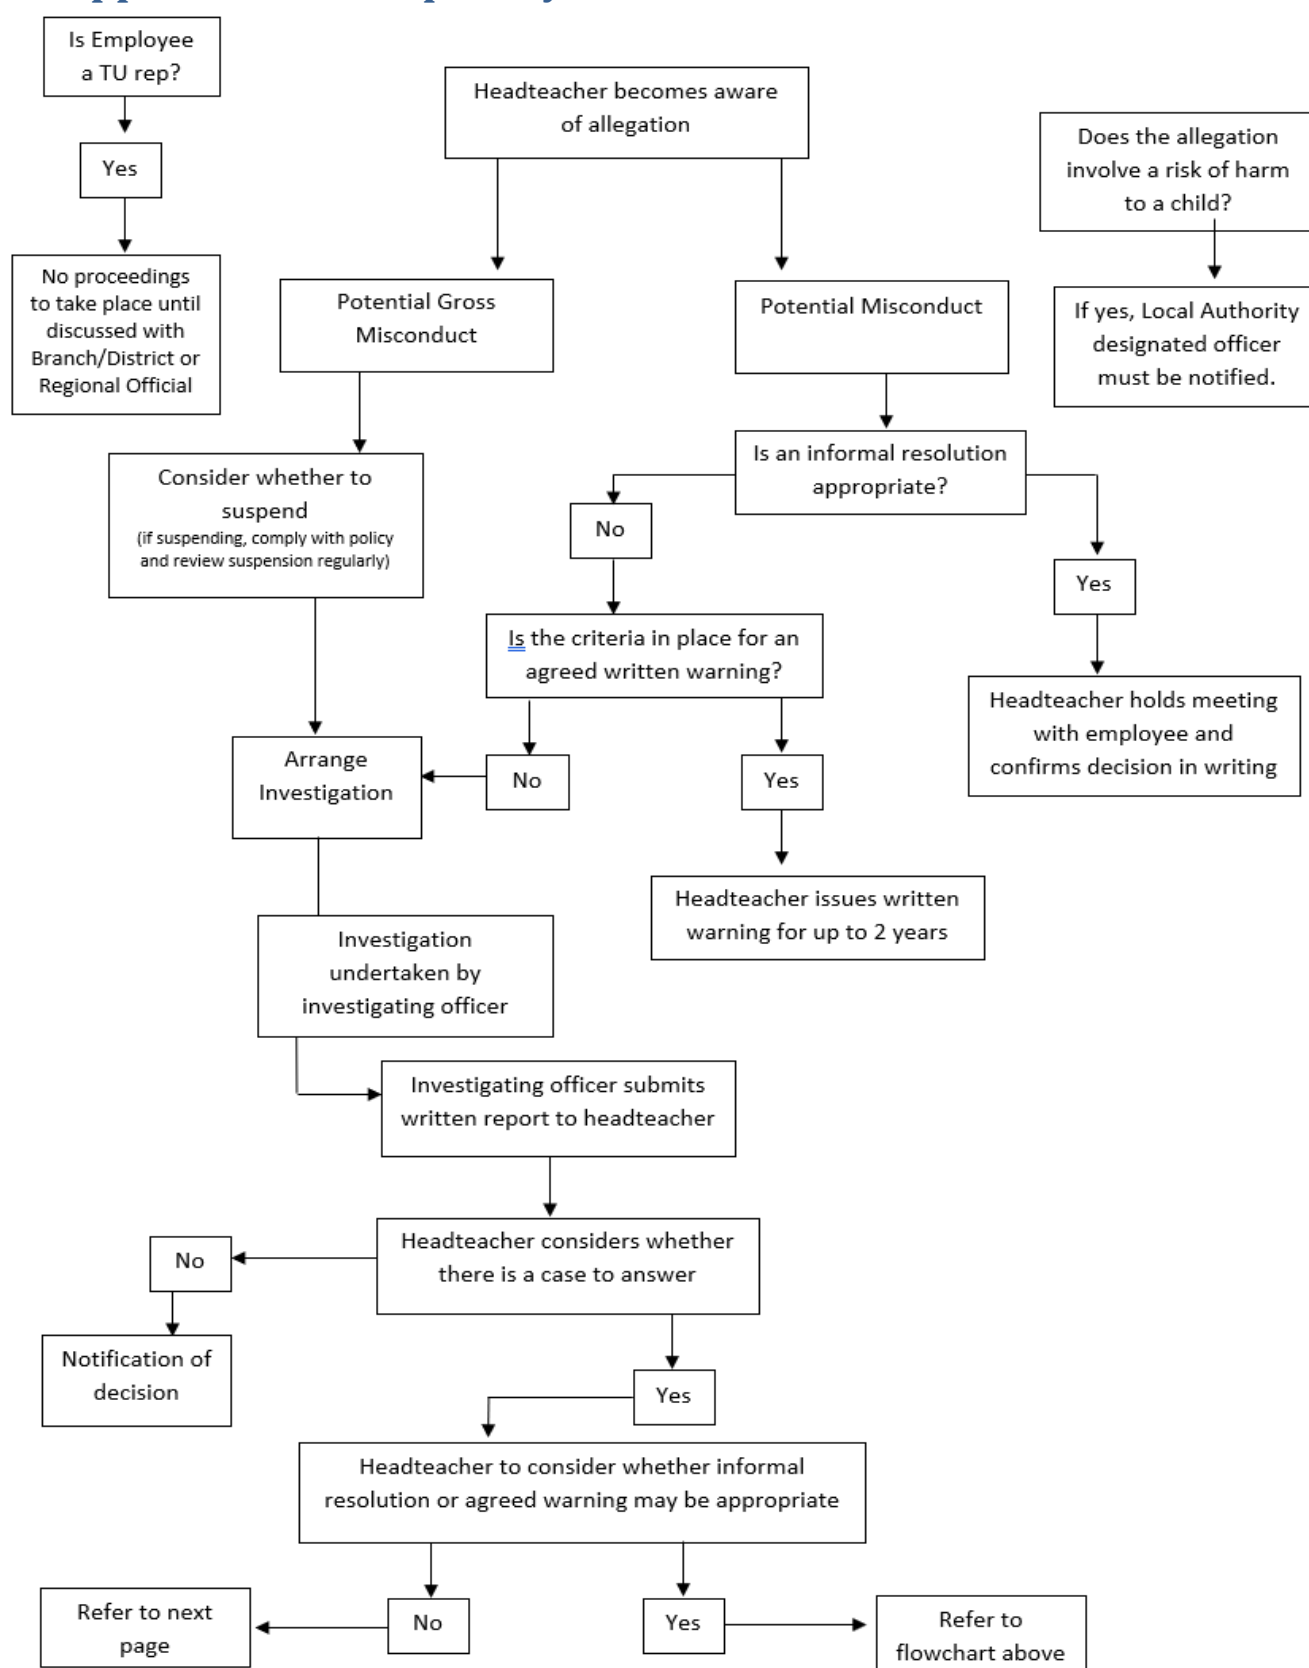 Is Employee
a TU rep?
Yes
No proceedings
to take place until
discussed with
Branch/District or
Regional Official
Headteacher becomes aware
of allegation
Does the allegation
involve a risk of harm
to a child?
If yes, Local Authority
designated officer
must be notified.
Potential Gross
Misconduct
Potential Misconduct
Consider whether to
suspend
(if suspending, comply with policy
and review suspension regularly)
Is an informal resolution
appropriate?
No
Yes
Is the criteria in place for an
agreed written warning?
Headteacher holds meeting
with employee and
confirms decision in writing
Arrange
Investigation
No
Yes
Headteacher issues written
warning for up to 2 years
Investigation
undertaken by
investigating officer
Investigating officer submits
written report to headteacher
Headteacher considers whether
there is a case to answer
No
Notification of
decision
Yes
Headteacher to consider whether informal
resolution or agreed warning may be appropriate
No
Yes
Refer to next
page
Refer to
flowchart above